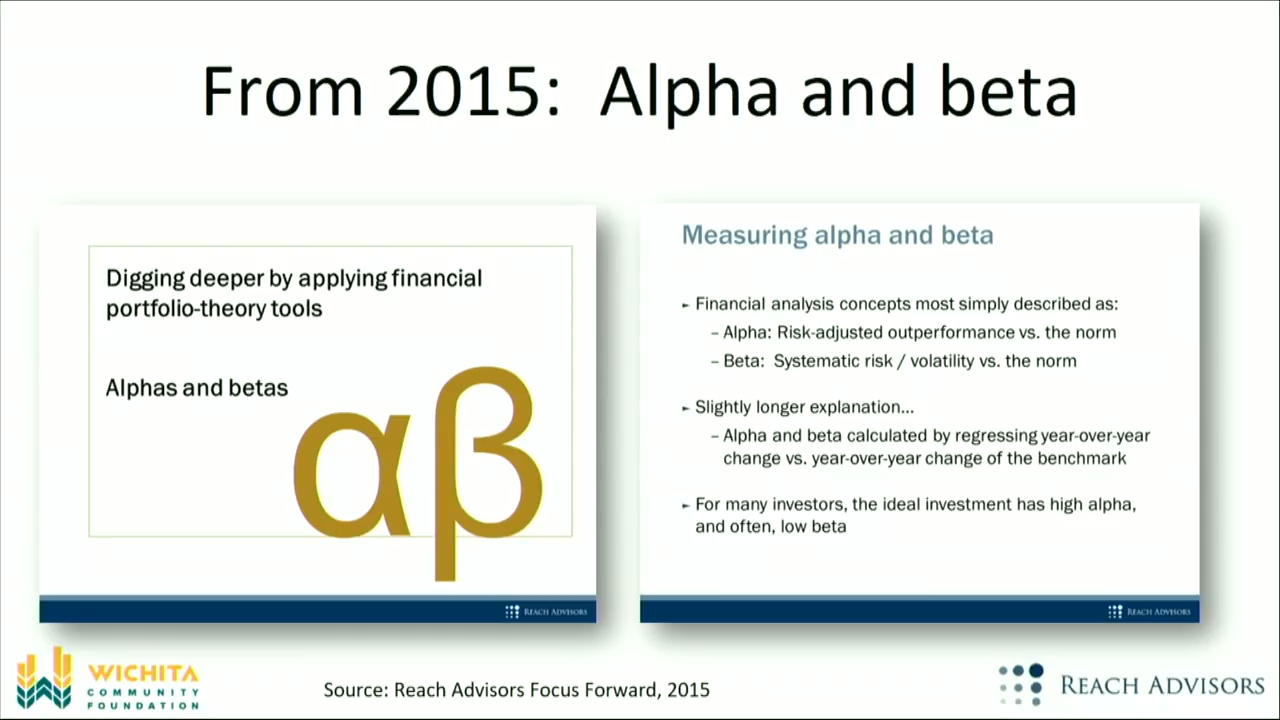 From 2015:  Alpha and beta
Digging deeper by applying financial
portfolio-theory tools
Alphas and betas
αβ
REACH ADVISORS
Measuring alpha and beta
► Financial analysis concepts most simply described as:
– Alpha: Risk-adjusted outperformance vs. the norm
– Beta:  Systematic risk / volatility vs. the norm
► Slightly longer explanation...
– Alpha and beta calculated by regressing year-over-year
change vs. year-over-year change of the benchmark
► For many investors, the ideal investment has high alpha,
and often, low beta
REACH ADVISORS
WICHITA
COMMUNITY
FOUNDATION
Source: Reach Advisors Focus Forward, 2015
REACH ADVISORS